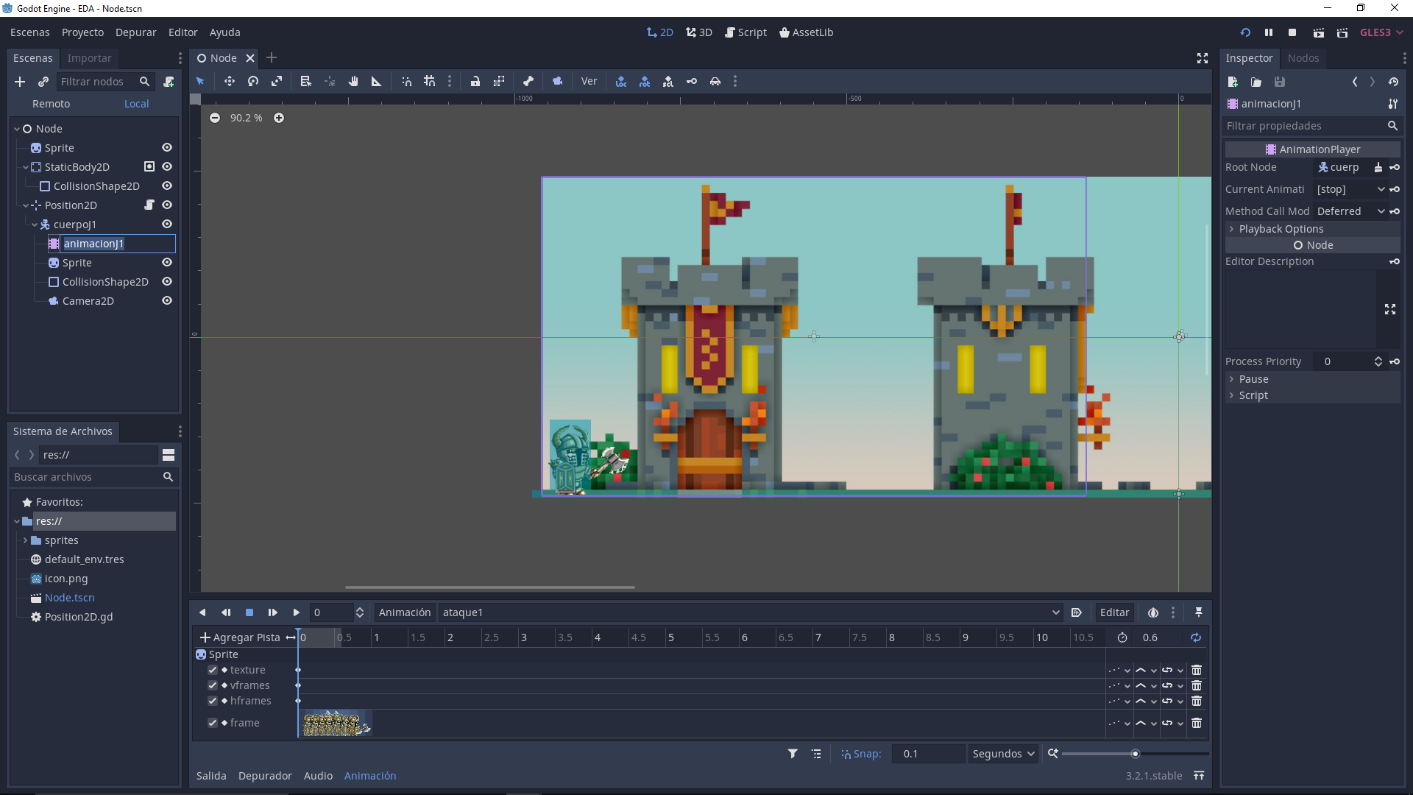 Godot Engine - EDA - Node.tscn
Escenas Proyecto Depurar Editor Ayuda
2D 3D Script AssetLib
GLES3
Escenas Importar
Filtrar nodos
Remoto Local
Node
Sprite
StaticBody2D
CollisionShape2D
Position2D
cuerpoJ1
animacionJ1
Sprite
CollisionShape2D
Camera2D
Sistema de Archivos
res://
Buscar archivos
Favoritos:
res://
sprites
default_env.tres
icon.png
Node.tscn
Position2D.gd
Node
Ver
-1000 -500 0
0
90.2 %
0 Animación ataque1 Editar
Agregar Pista 0 0.5 1 1.5 2 2.5 3 3.5 4 4.5 5 5.5 6 6.5 7 7.5 8 8.5 9 9.5 10 10.5 0.6
Sprite
texture
vframes
hframes
frame
Snap: 0.1 Segundos
Salida Depurador Audio Animación 3.2.1.stable
Inspector Nodos
animacionJ1
Filtrar propiedades
AnimationPlayer
Root Node cuerp
Current Animati [stop]
Method Call Mod Deferred
Playback Options
Node
Editor Description
Process Priority 0
Pause
Script